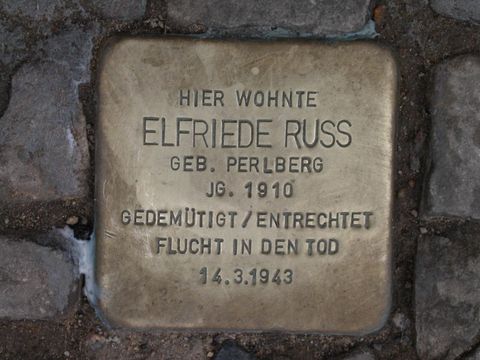 HIER WOHNTE
ELFRIEDE RUSS
GEB. PERLBERG
JG. 1910
GEDEMÜTIGT/ENTRECHTET
FLUCHT IN DEN TOD
14.3.1943